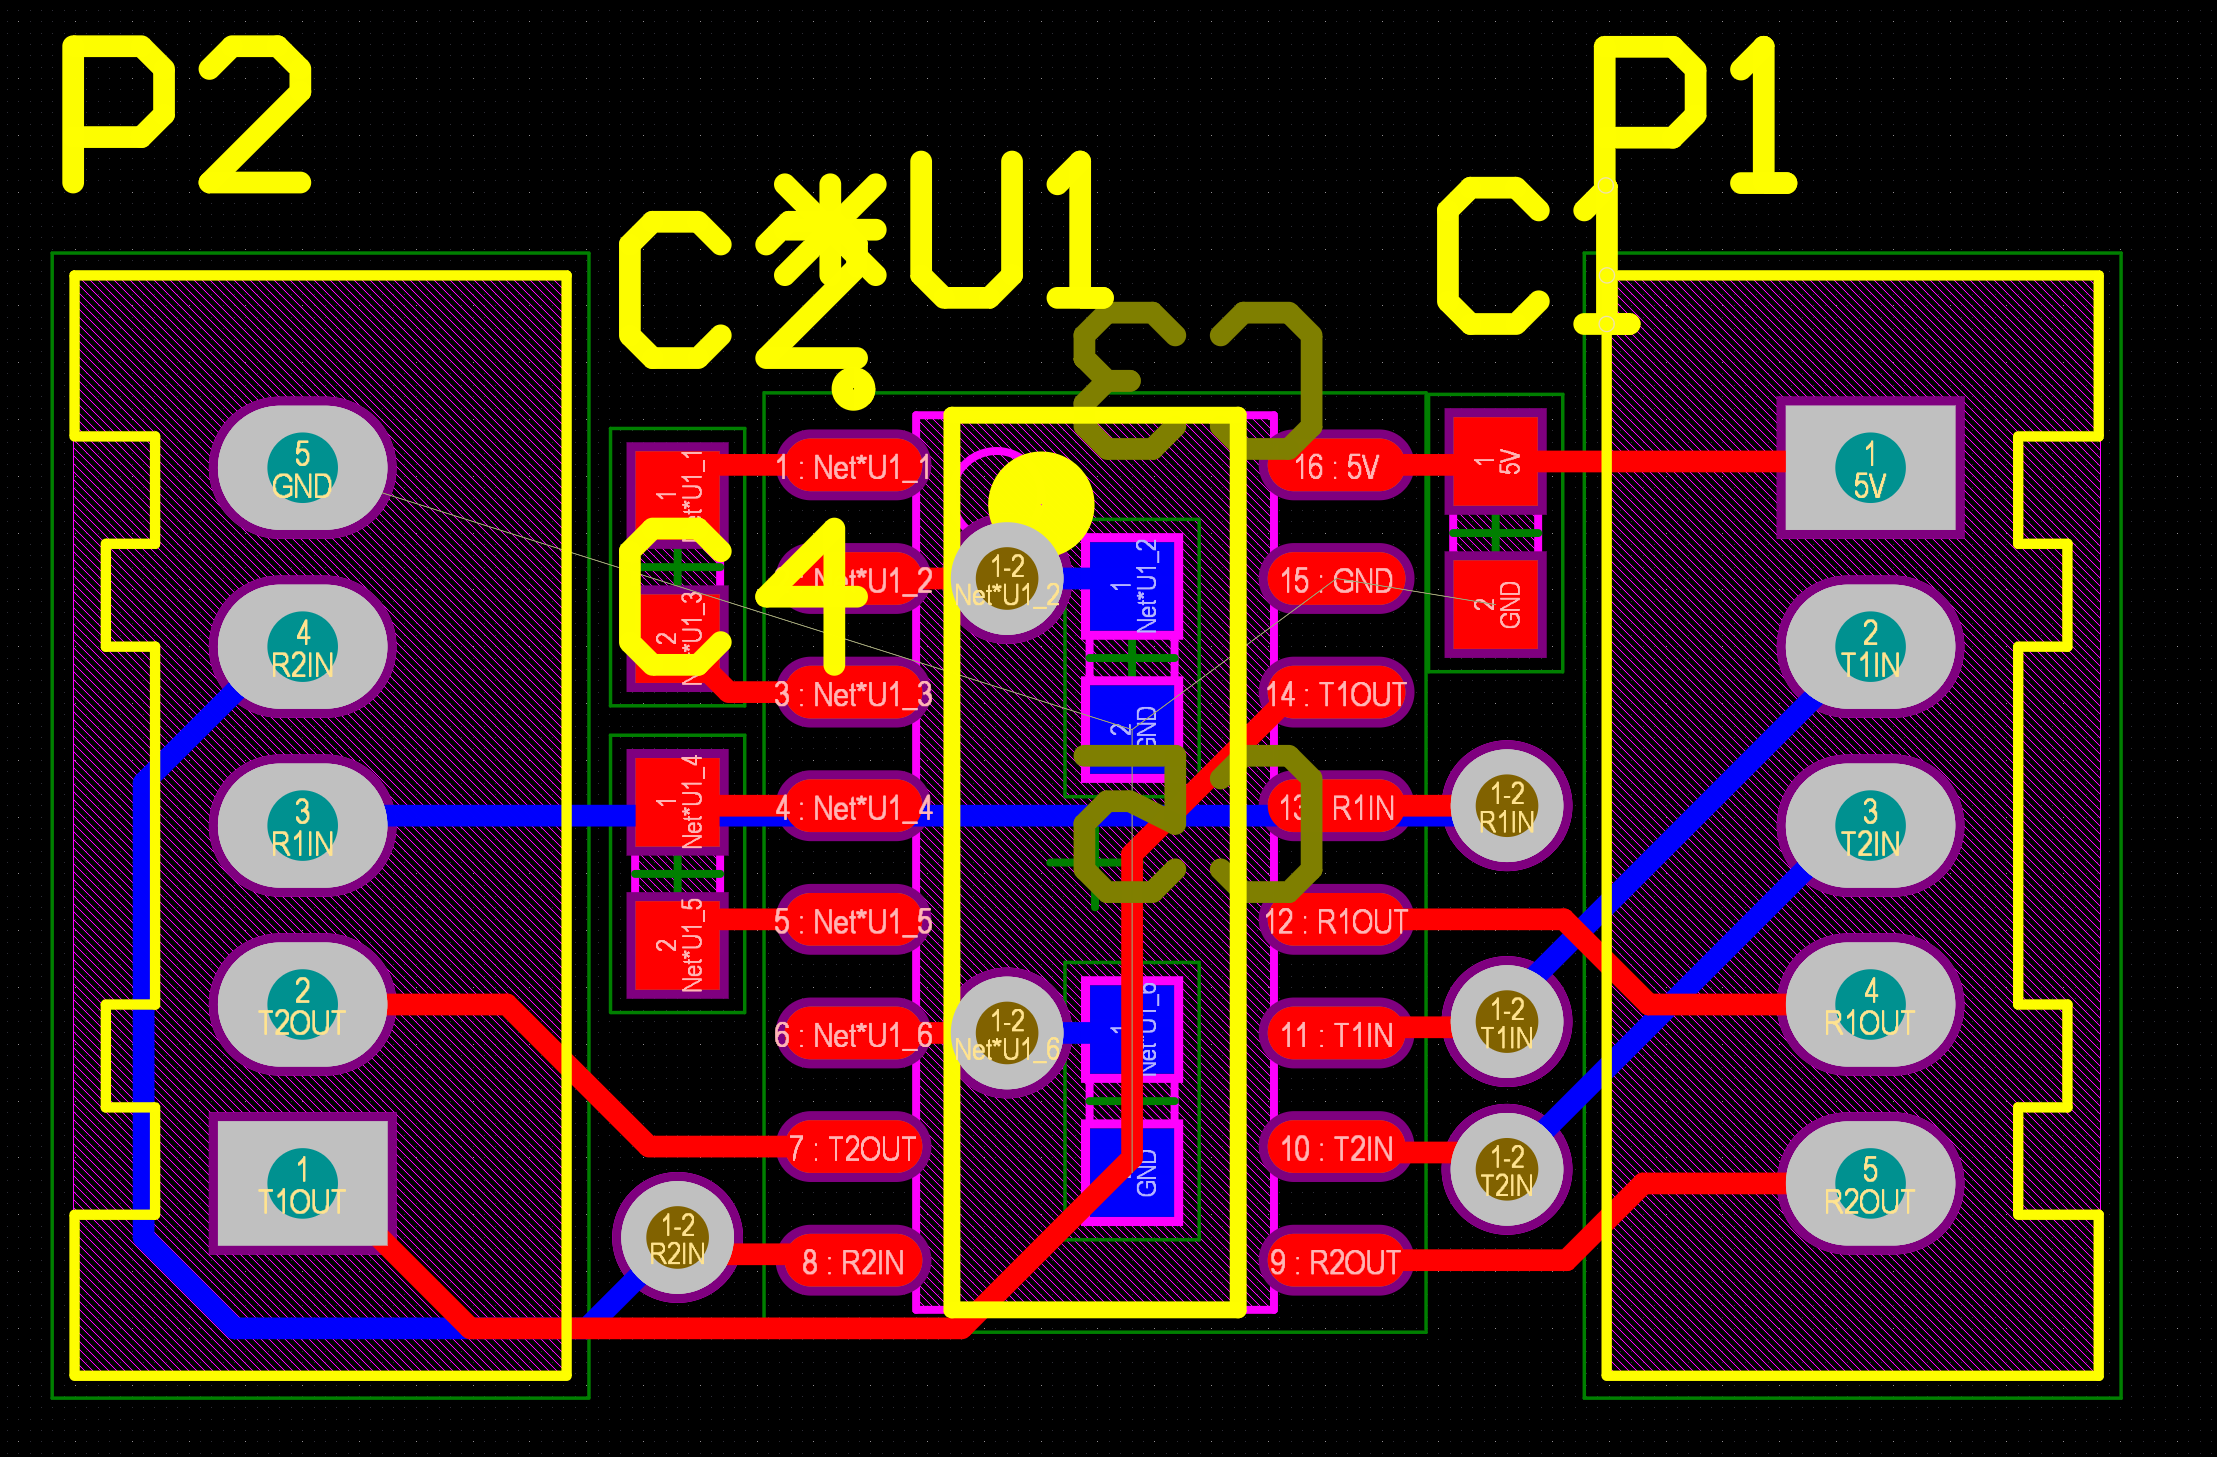 P2
P1
C2
*U1
C1
C3
C4
C5
5
GND
4
R2IN
3
R1IN
2
T2OUT
1
T1OUT
1
Net*U1_1
2
Net*U1_3
1
Net*U1_4
2
Net*U1_5
1-2
R2IN
1 : Net*U1_1
Net*U1_2
3 : Net*U1_3
4 : Net*U1_4
5 : Net*U1_5
6 : Net*U1_6
7 : T2OUT
8 : R2IN
1-2
Net*U1_2
1
Net*U1_2
2
GND
1-2
Net*U1_6
1
Net*U1_6
GND
16 : 5V
15 : GND
14 : T1OUT
13 : R1IN
12 : R1OUT
11 : T1IN
10 : T2IN
9 : R2OUT
1
5V
2
GND
1-2
R1IN
1-2
T1IN
1-2
T2IN
1
5V
2
T1IN
3
T2IN
4
R1OUT
5
R2OUT